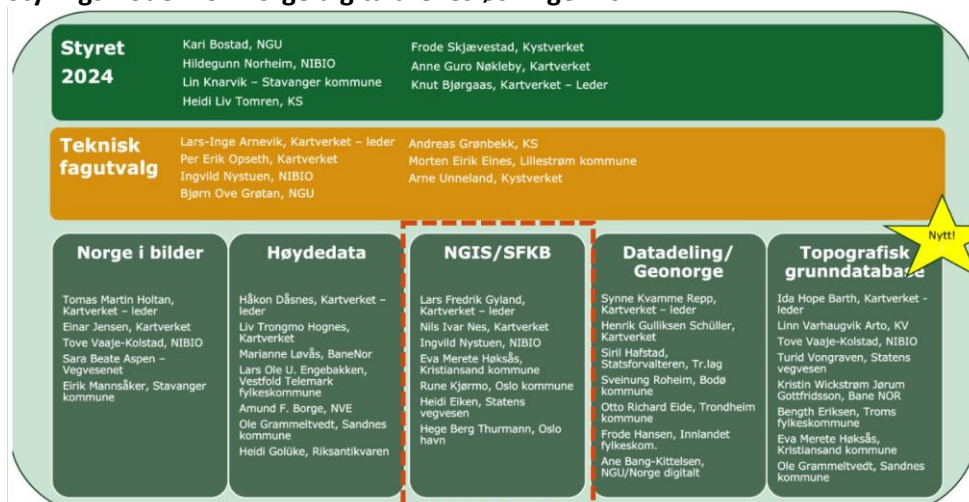 Styret
2024
Kari Bostad, NGU
Hildegunn Norheim, NIBIO
Lin Knarvik – Stavanger kommune
Heidi Liv Tomren, KS
Frode Skjævestad, Kystverket
Anne Guro Nøkleby, Kartverket
Knut Bjørgaas, Kartverket – Leder
Teknisk
fagutvalg
Lars-Inge Arnevik, Kartverket – leder
Per Erik Opseth, Kartverket
Ingvild Nystuen, NIBIO
Bjørn Ove Grøtan, NGU
Andreas Grønbekk, KS
Morten Eirik Eines, Lillestrøm kommune
Arne Unneland, Kystverket
Nytt!
Norge i bilder
Tomas Martin Holtan,
Kartverket – leder
Einar Jensen, Kartverket
Tove Vaaje-Kolstad, NIBIO
Sara Beate Aspen –
Vegvesenet
Eirik Mannsåker, Stavanger
kommune
Høydedata
Håkon Dåsnes, Kartverket –
leder
Liv Trongmo Hognes,
Kartverket
Marianne Løvås, BaneNor
Lars Ole U. Engebakken,
Vestfold Telemark
fylkeskommune
Amund F. Borge, NVE
Ole Grammeltvedt, Sandnes
kommune
Heidi Golüke, Riksantikvaren
NGIS/SFKB
Lars Fredrik Gyland,
Kartverket – leder
Nils Ivar Nes, Kartverket
Ingvild Nystuen, NIBIO
Eva Merete Høksås,
Kristiansand kommune
Rune Kjørmo, Oslo kommune
Heidi Eiken, Statens
vegvesen
Hege Berg Thurmann, Oslo
havn
Datadeling/
Geonorge
Synne Kvamme Repp,
Kartverket – leder
Henrik Gulliksen Schüller,
Kartverket
Siril Hafstad,
Statsforvalteren, Tr.lag
Sveinung Roheim, Bodø
kommune
Otto Richard Eide, Trondheim
kommune
Frode Hansen, Innlandet
fylkeskom.
Ane Bang-Kittelsen,
NGU/Norge digitalt
Topografisk
grunndatabase
Ida Hope Barth, Kartverket -
leder
Linn Varhaugvik Arto, KV
Tove Vaaje-Kolstad, NIBIO
Turid Vongraven, Statens
vegvesen
Kristin Wickstrøm Jørum
Gottfridsson, Bane NOR
Bength Eriksen, Troms
fylkeskommune
Eva Merete Høksås,
Kristiansand kommune
Ole Grammeltvedt, Sandnes
kommune